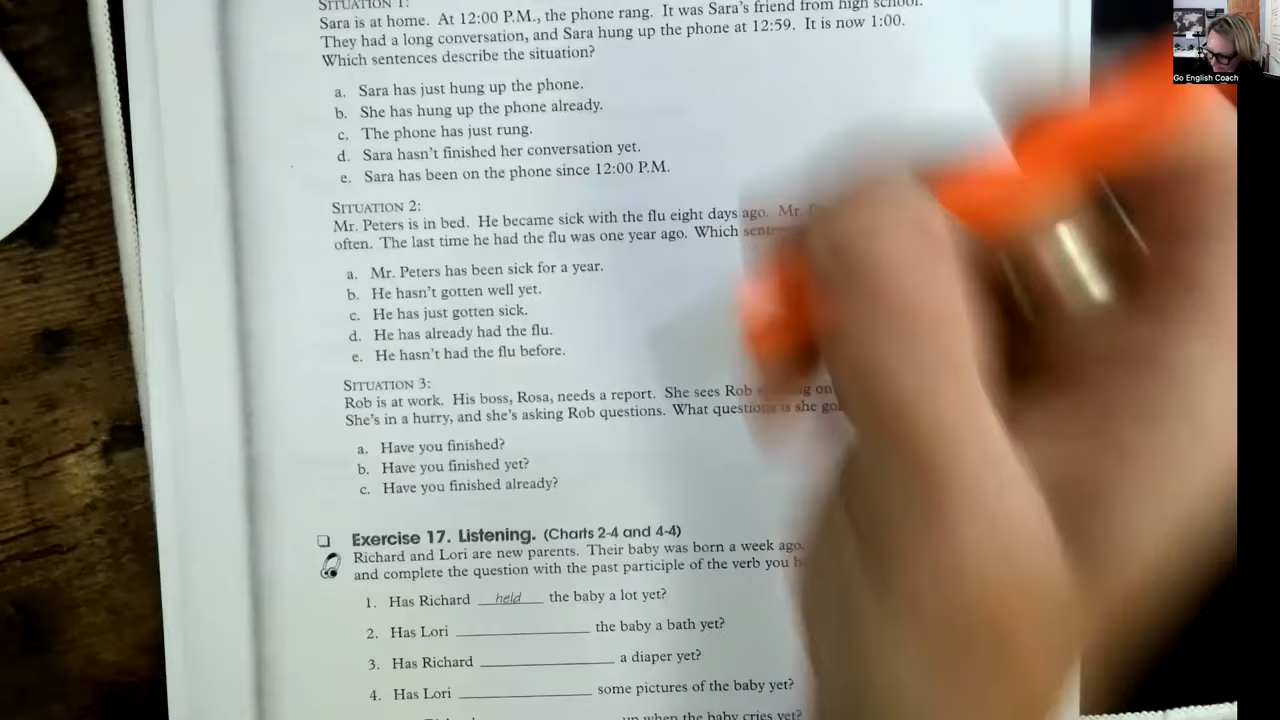 SITUATION 1:
Sara is at home. At 12:00 P.M., the phone rang. It was Sara's friend from high school.
They had a long conversation, and Sara hung up the phone at 12:59. It is now 1:00.
Which sentences describe the situation?
a. Sara has just hung up the phone.
b. She has hung up the phone already.
c. The phone has just rung.
d. Sara hasn't finished her conversation yet.
e. Sara has been on the phone since 12:00 P.M.
SITUATION 2:
Mr. Peters is in bed. He became sick with the flu eight days ago. Mr.
often. The last time he had the flu was one year ago. Which
a. Mr. Peters has been sick for a year.
b. He hasn't gotten well yet.
c. He has just gotten sick.
d. He has already had the flu.
e. He hasn't had the flu before.
SITUATION 3:
Rob is at work. His boss, Rosa, needs a report. She sees Rob on
She's in a hurry, and she's asking Rob questions. What questions is she
a. Have you finished?
b. Have you finished yet?
c. Have you finished already?
Exercise 17. Listening. (Charts 2-4 and 4-4)
Richard and Lori are new parents. Their baby was born a week ago.
and complete the question with the past participle of the verb you
1. Has Richard held the baby a lot yet?
2. Has Lori the baby a bath yet?
3. Has Richard a diaper yet?
4. Has Lori some pictures of the baby yet?
up when the baby cries yet?
Go English Coach